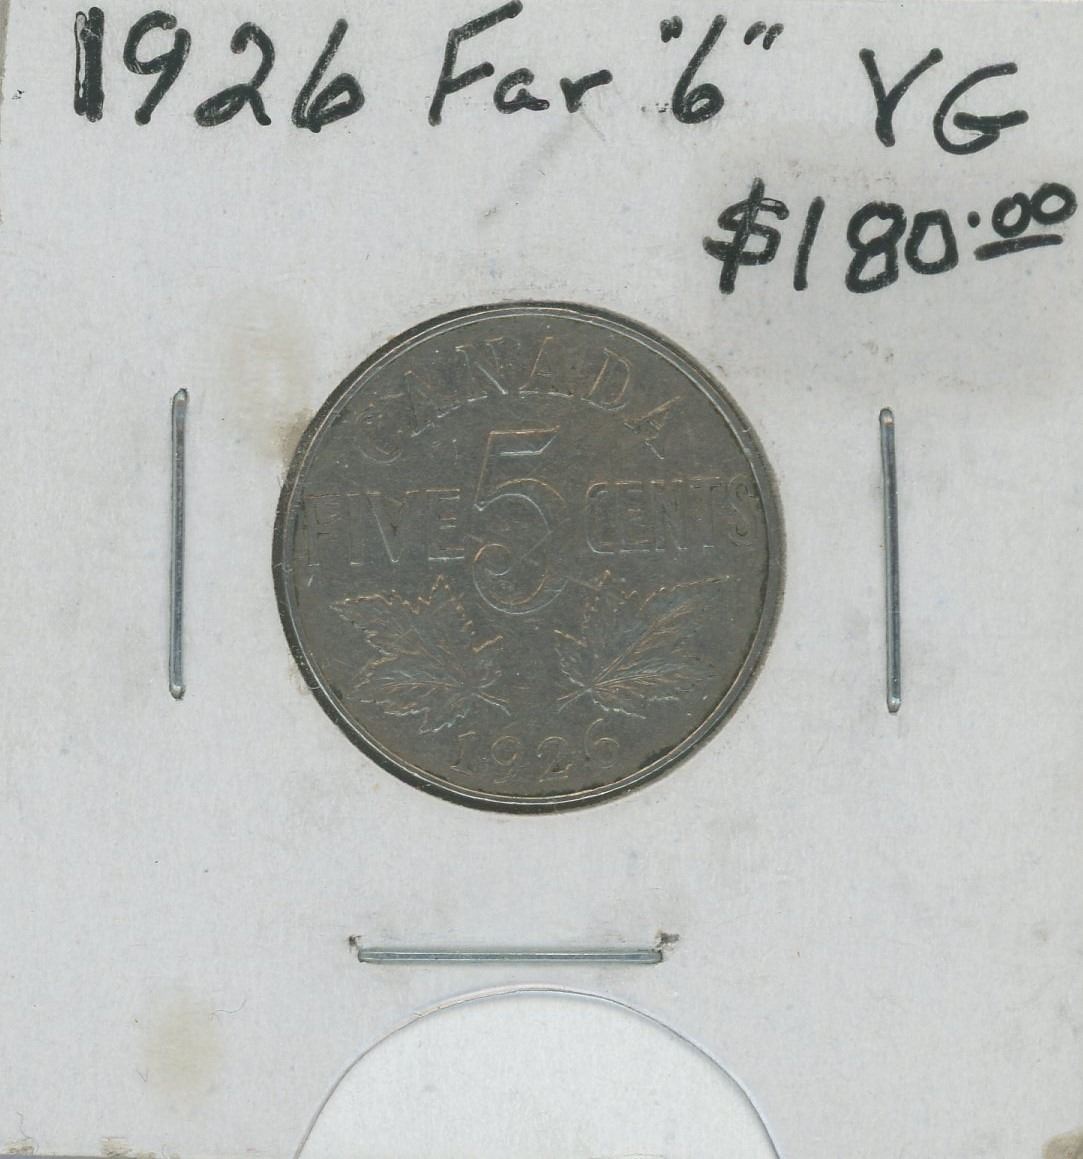 1926 Far "6" VG
$180.00
CANADA
FIVE 5 CENTS
1926